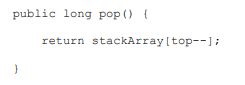 public long pop() {
return stackArray[top--];
}